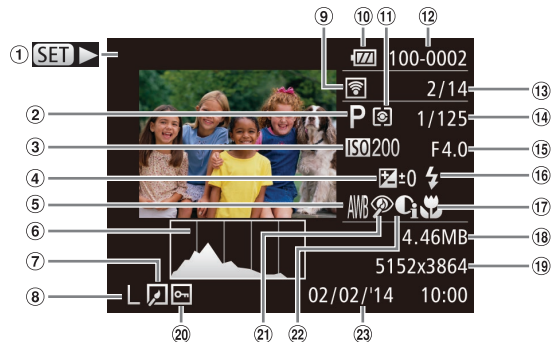 ① SET
⑨ ⑩ ⑪ ⑫
100-0002
2/14 ⑬
② P 1/125 ⑭
③ ISO 200 F4.0 ⑮
④ ±0 ⑯
⑤ AWB i ⑰
⑥ 4.46MB ⑱
⑦ 5152x3864 ⑲
⑧ L 02/02/'14 10:00
⑳ ㉑ ㉒ ㉓